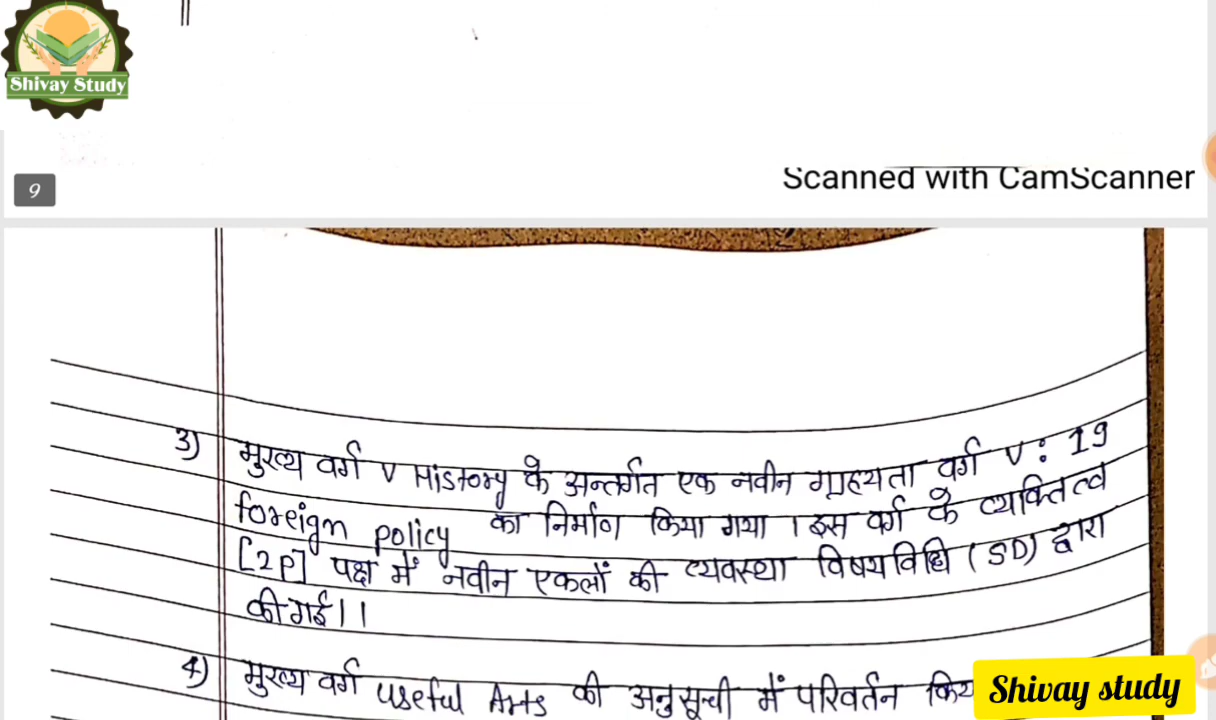 Shivay Study
Scanned with CamScanner
9
3) मुख्य वर्ग V History के अन्तर्गत एक नवीन ग्राहयता वर्ग V : 19
foreign policy का निर्माण किया गया । इस वर्ग के व्यक्तित्व
[2P] पक्ष में नवीन एकलों की व्यवस्था विषयविधि (SD) द्वारा
की गई ।।
4) मुख्य वर्ग useful Arts की अनुसूची में परिवर्तन
Shivay study